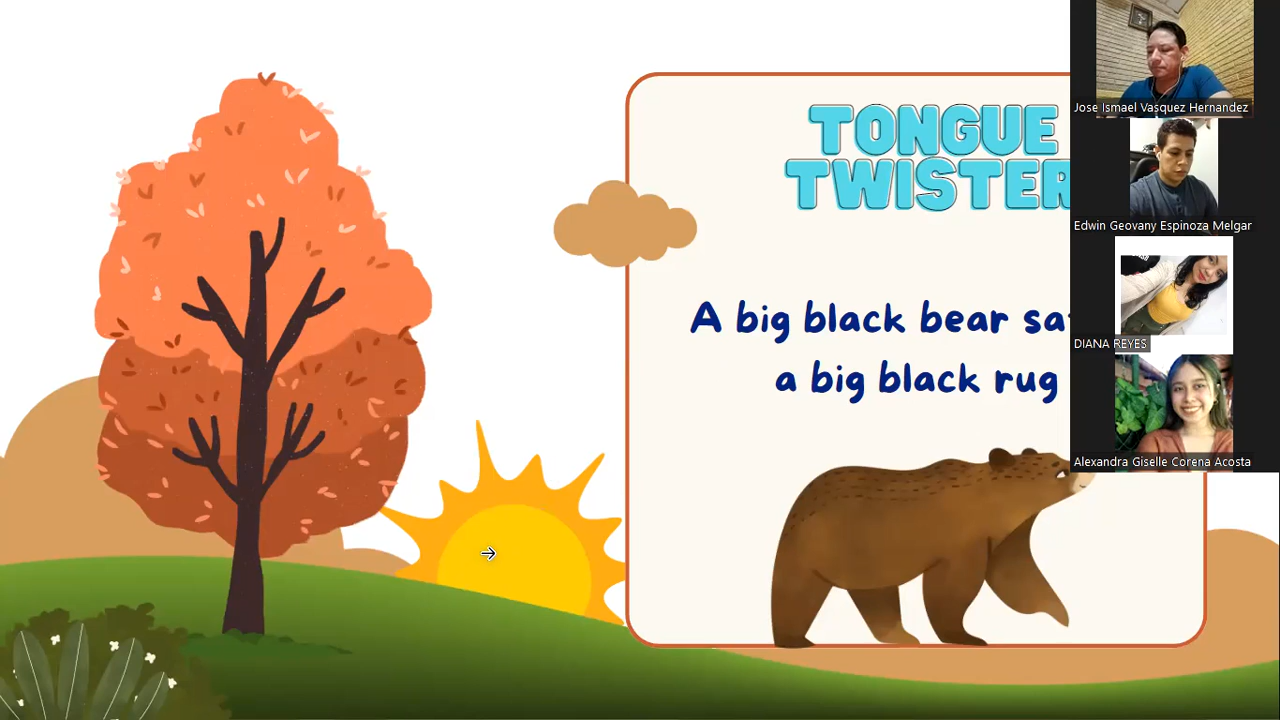 TONGUE
TWISTER
A big black bear
a big black rug
Jose Ismael Vasquez Hernandez
Edwin Geovany Espinoza Melgar
DIANA REYES
Alexandra Giselle Corena Acosta